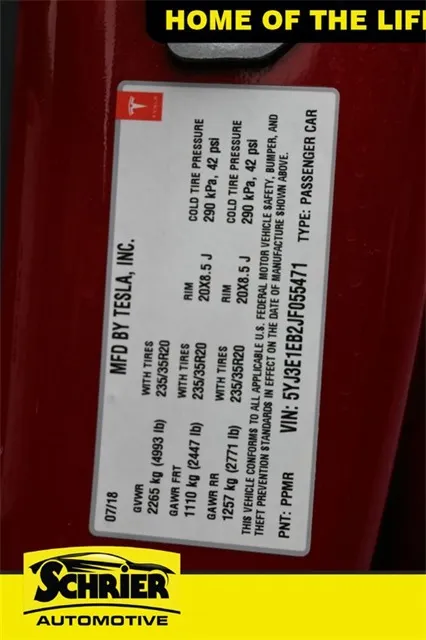 HOME OF THE LIF
TESLA
MFD BY TESLA, INC.
07/18
GVWR
2265 kg (4993 lb)
WITH TIRES
235/35R20
RIM
20X8.5 J
COLD TIRE PRESSURE
290 kPa, 42 psi
GAWR FRT
1110 kg (2447 lb)
WITH TIRES
235/35R20
RIM
20X8.5 J
COLD TIRE PRESSURE
290 kPa, 42 psi
GAWR RR
1257 kg (2771 lb)
235/35R20
THIS VEHICLE CONFORMS TO ALL APPLICABLE U.S. FEDERAL MOTOR VEHICLE SAFETY, BUMPER, AND
THEFT PREVENTION STANDARDS IN EFFECT ON THE DATE OF MANUFACTURE SHOWN ABOVE.
PNT: PPMR VIN: 5YJ3E1EB2JF055471 TYPE: PASSENGER CAR
SCHRIER
AUTOMOTIVE